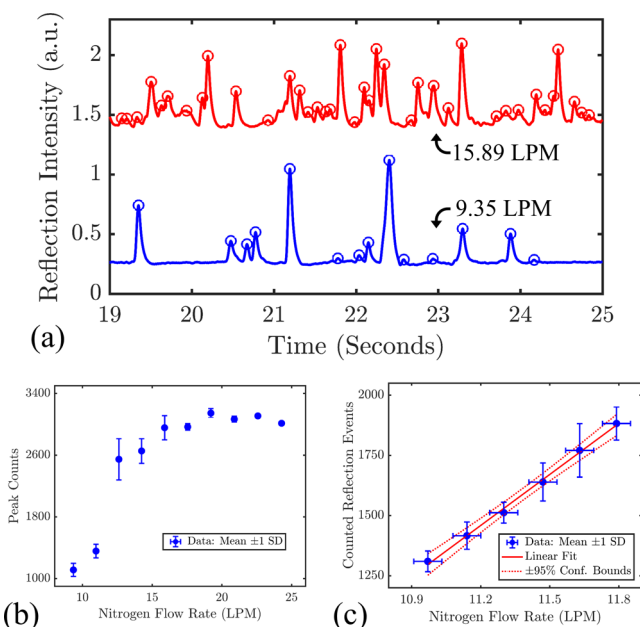 Reflection Intensity (a.u.)
2
1.5
1
0.5
0
15.89 LPM
9.35 LPM
19 20 21 22 23 24 25
Time (Seconds)
(a)
Peak Counts
3400
3000
1800
1000
Data: Mean ±1 SD
5 10 15 20 25
Nitrogen Flow Rate (LPM)
(b)
Counted Reflection Events
2000
1750
1500
1250
Data: Mean ±1 SD
Linear Fit
±95% Conf. Bounds
10.9 11.2 11.5 11.8
Nitrogen Flow Rate (LPM)
(c)